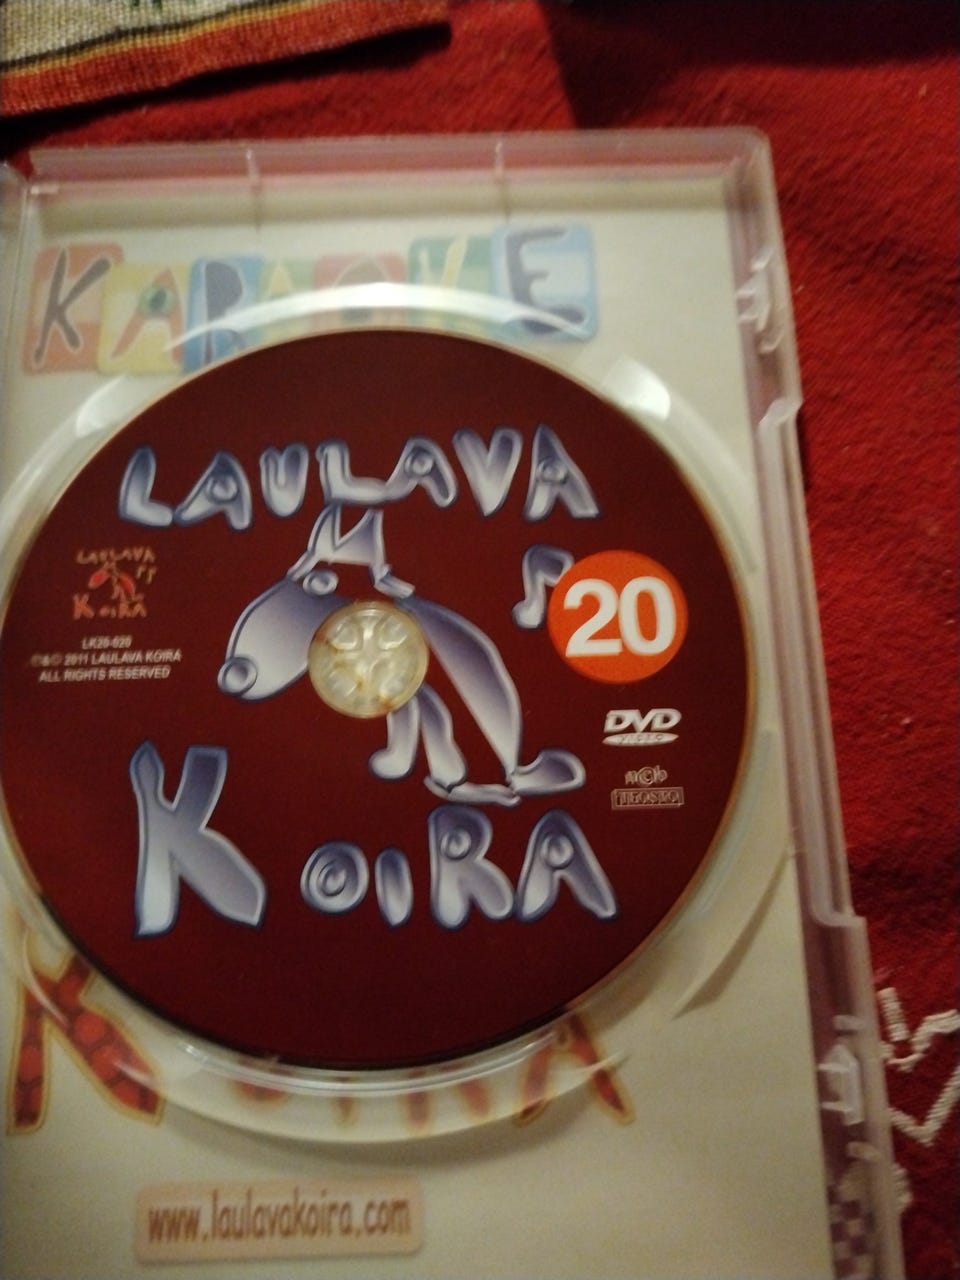 KARAOKE
LAULAVA
LAULAVA
KOIRA
20
LK20-020
℗&© 2011 LAULAVA KOIRA
ALL RIGHTS RESERVED
DVD
VIDEO
n©b
TEOSTO
KOIRA
KOIRA
www.laulavakoira.com